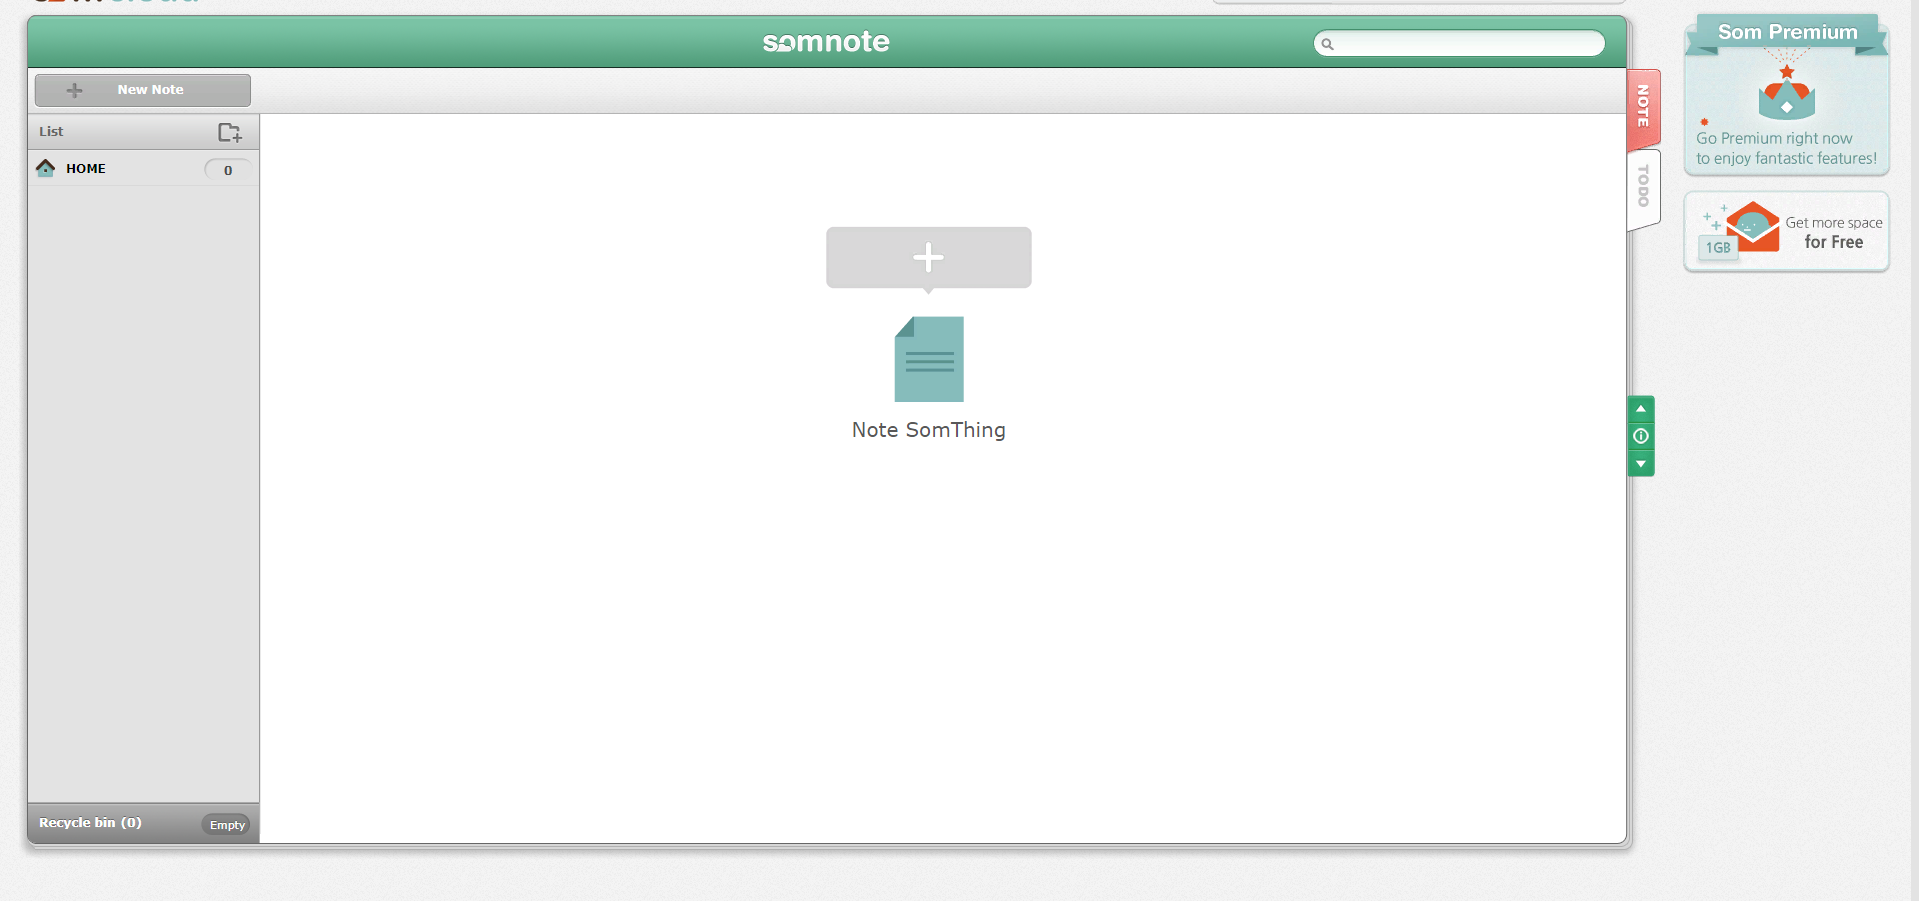 somnote
New Note
List
HOME
0
Recycle bin (0)
Empty
Note SomThing
NOTE
TODO
Som Premium
Go Premium right now
to enjoy fantastic features!
1GB
Get more space
for Free